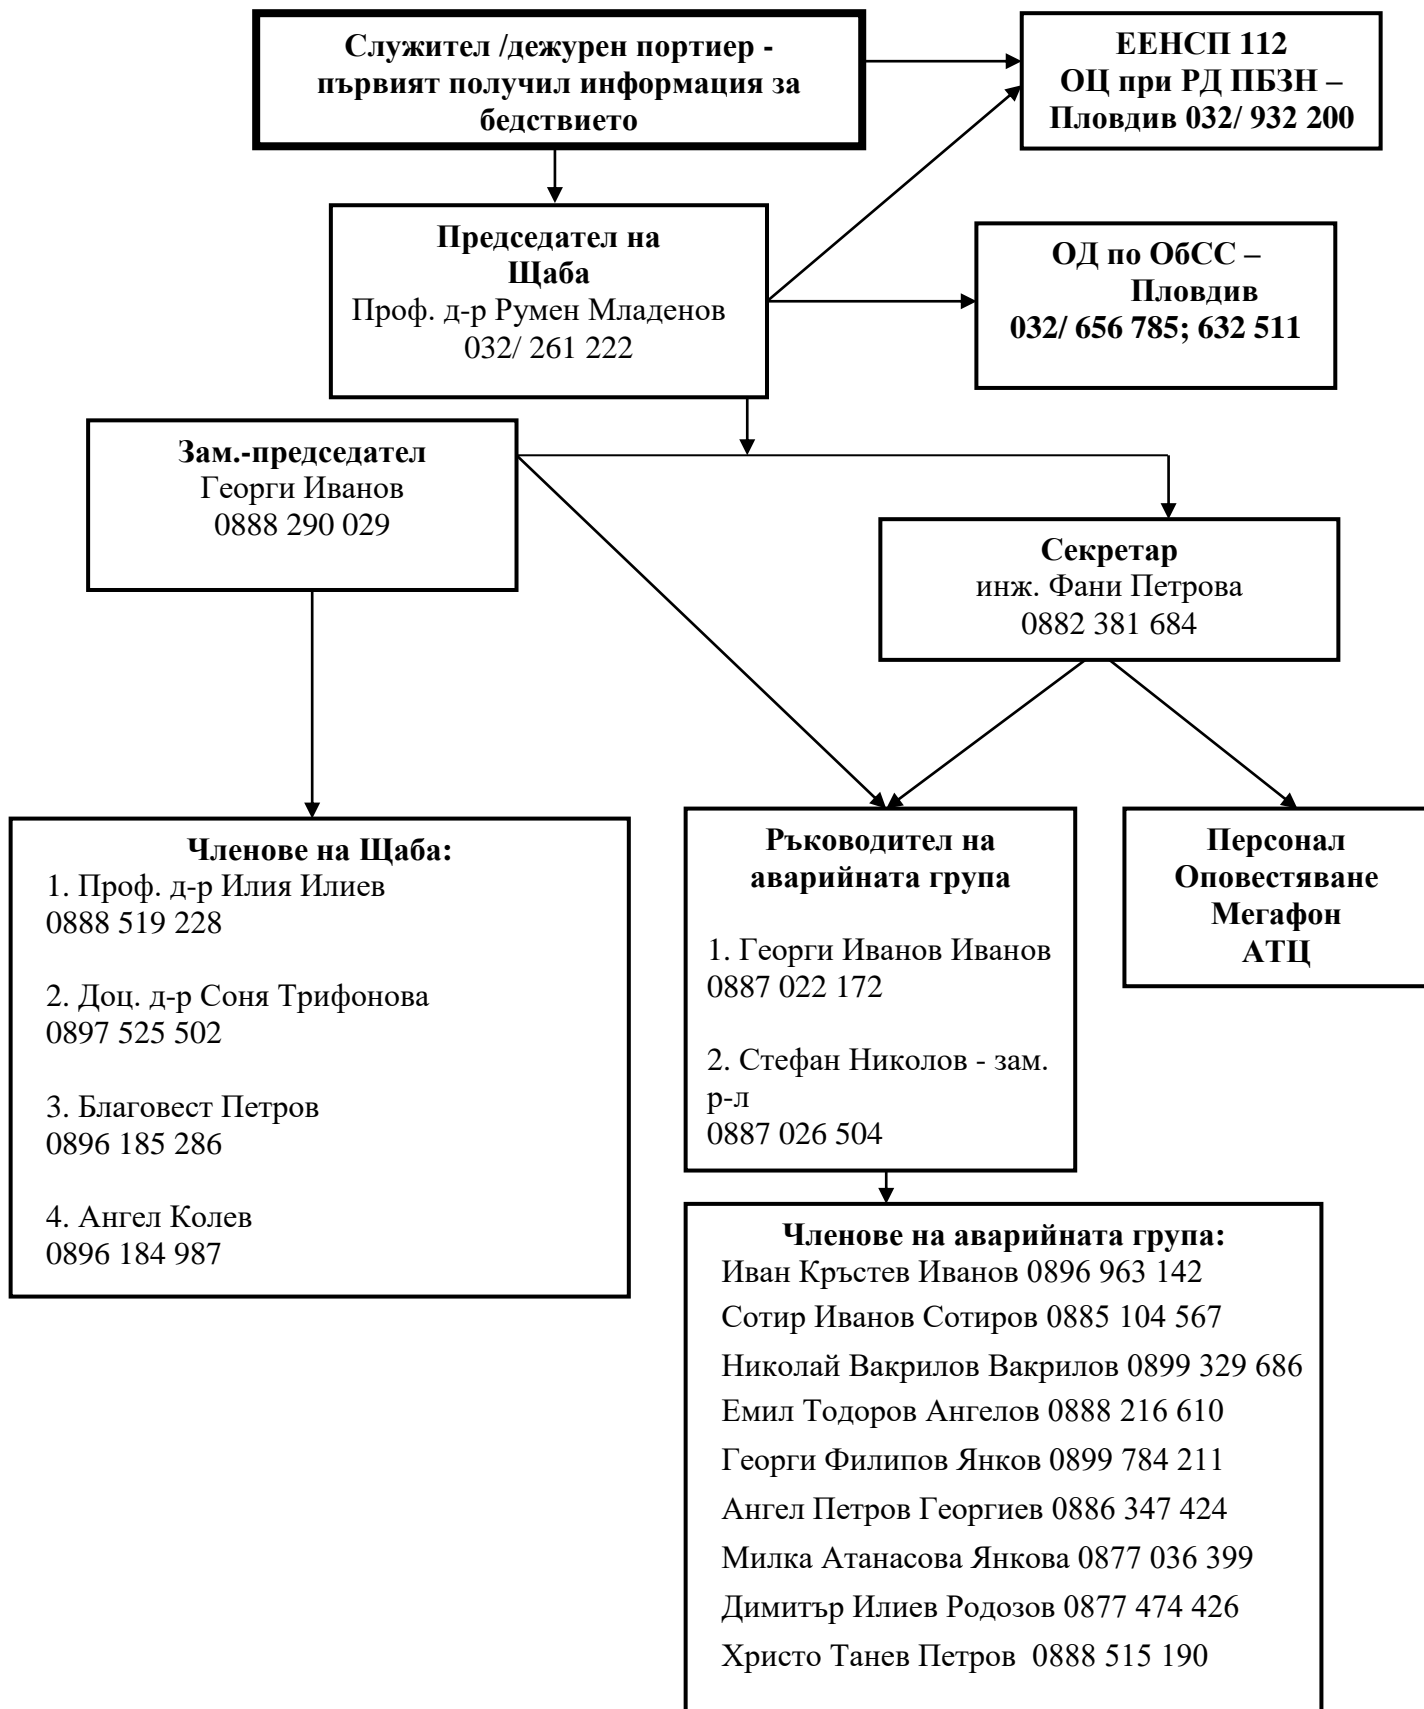 Служител /дежурен портиер -
първият получил информация за
бедствието
ЕЕНСП 112
ОЦ при РД ПБЗН –
Пловдив 032/ 932 200
Председател на
Щаба
Проф. д-р Румен Младенов
032/ 261 222
ОД по ОбСС –
Пловдив
032/ 656 785; 632 511
Зам.-председател
Георги Иванов
0888 290 029
Секретар
инж. Фани Петрова
0882 381 684
Членове на Щаба:
1. Проф. д-р Илия Илиев
0888 519 228
2. Доц. д-р Соня Трифонова
0897 525 502
3. Благовест Петров
0896 185 286
4. Ангел Колев
0896 184 987
Ръководител на
аварийната група
1. Георги Иванов Иванов
0887 022 172
2. Стефан Николов - зам.
р-л
0887 026 504
Персонал
Оповестяване
Мегафон
АТЦ
Членове на аварийната група:
Иван Кръстев Иванов 0896 963 142
Сотир Иванов Сотиров 0885 104 567
Николай Вакрилов Вакрилов 0899 329 686
Емил Тодоров Ангелов 0888 216 610
Георги Филипов Янков 0899 784 211
Ангел Петров Георгиев 0886 347 424
Милка Атанасова Янкова 0877 036 399
Димитър Илиев Родозов 0877 474 426
Христо Танев Петров 0888 515 190